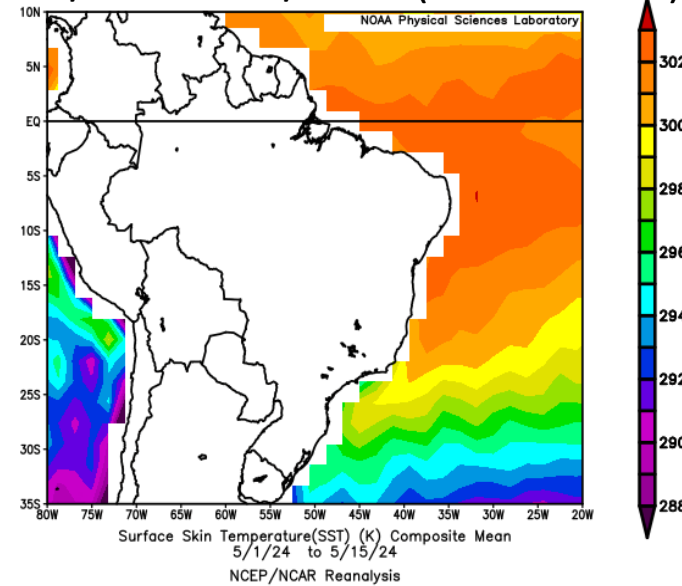 NOAA Physical Sciences Laboratory
10N
5N
EQ
5S
10S
15S
20S
25S
30S
35S
80W 75W 70W 65W 60W 55W 50W 45W 40W 35W 30W 25W 20W
302
300
298
296
294
292
290
288
Surface Skin Temperature(SST) (K) Composite Mean
5/1/24 to 5/15/24
NCEP/NCAR Reanalysis